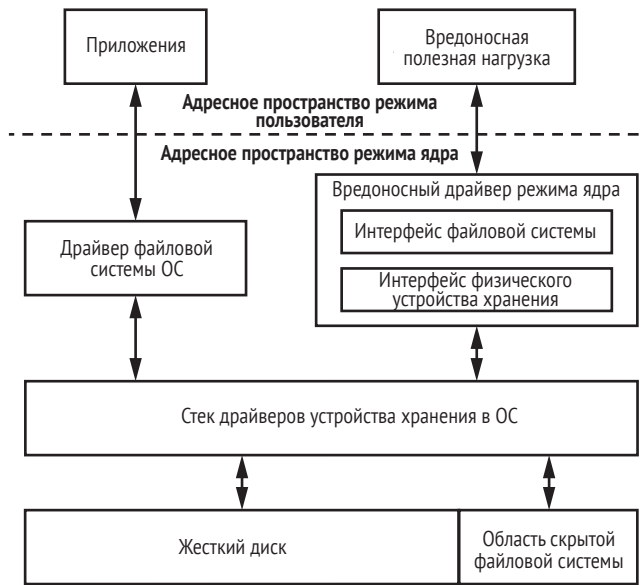 Приложения
Вредоносная
полезная нагрузка
Адресное пространство режима
пользователя
Адресное пространство режима ядра
Вредоносный драйвер режима ядра
Интерфейс файловой системы
Драйвер файловой
системы ОС
Интерфейс физического
устройства хранения
Стек драйверов устройства хранения в ОС
Жесткий диск
Область скрытой
файловой системы